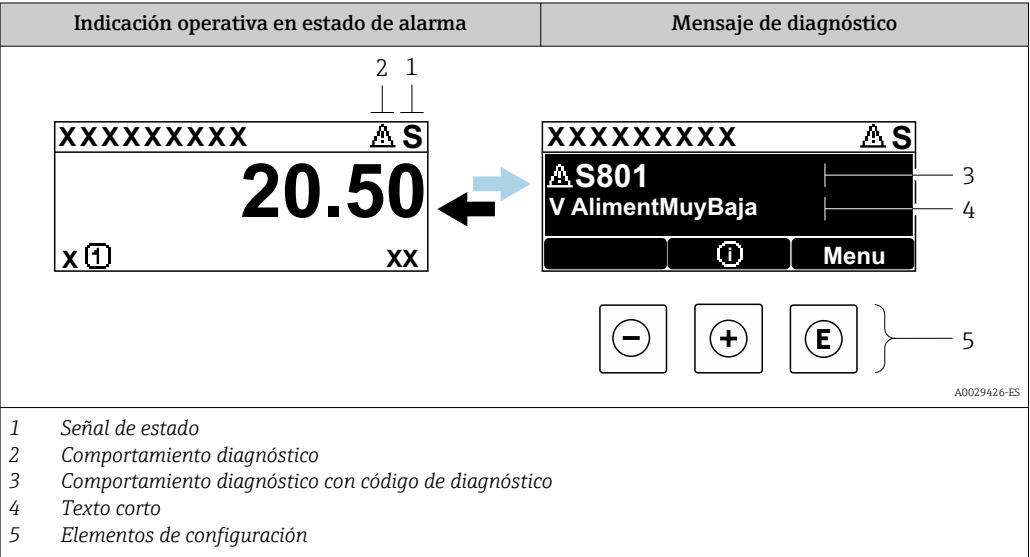 Indicación operativa en estado de alarma
Mensaje de diagnóstico
2 1
XXXXXXXXX ⚠ S
20.50
X 1 XX
XXXXXXXXX ⚠ S
⚠S801
V AlimentMuyBaja
i Menu
3
4
− + E
5
A0029426-ES
1 Señal de estado
2 Comportamiento diagnóstico
3 Comportamiento diagnóstico con código de diagnóstico
4 Texto corto
5 Elementos de configuración